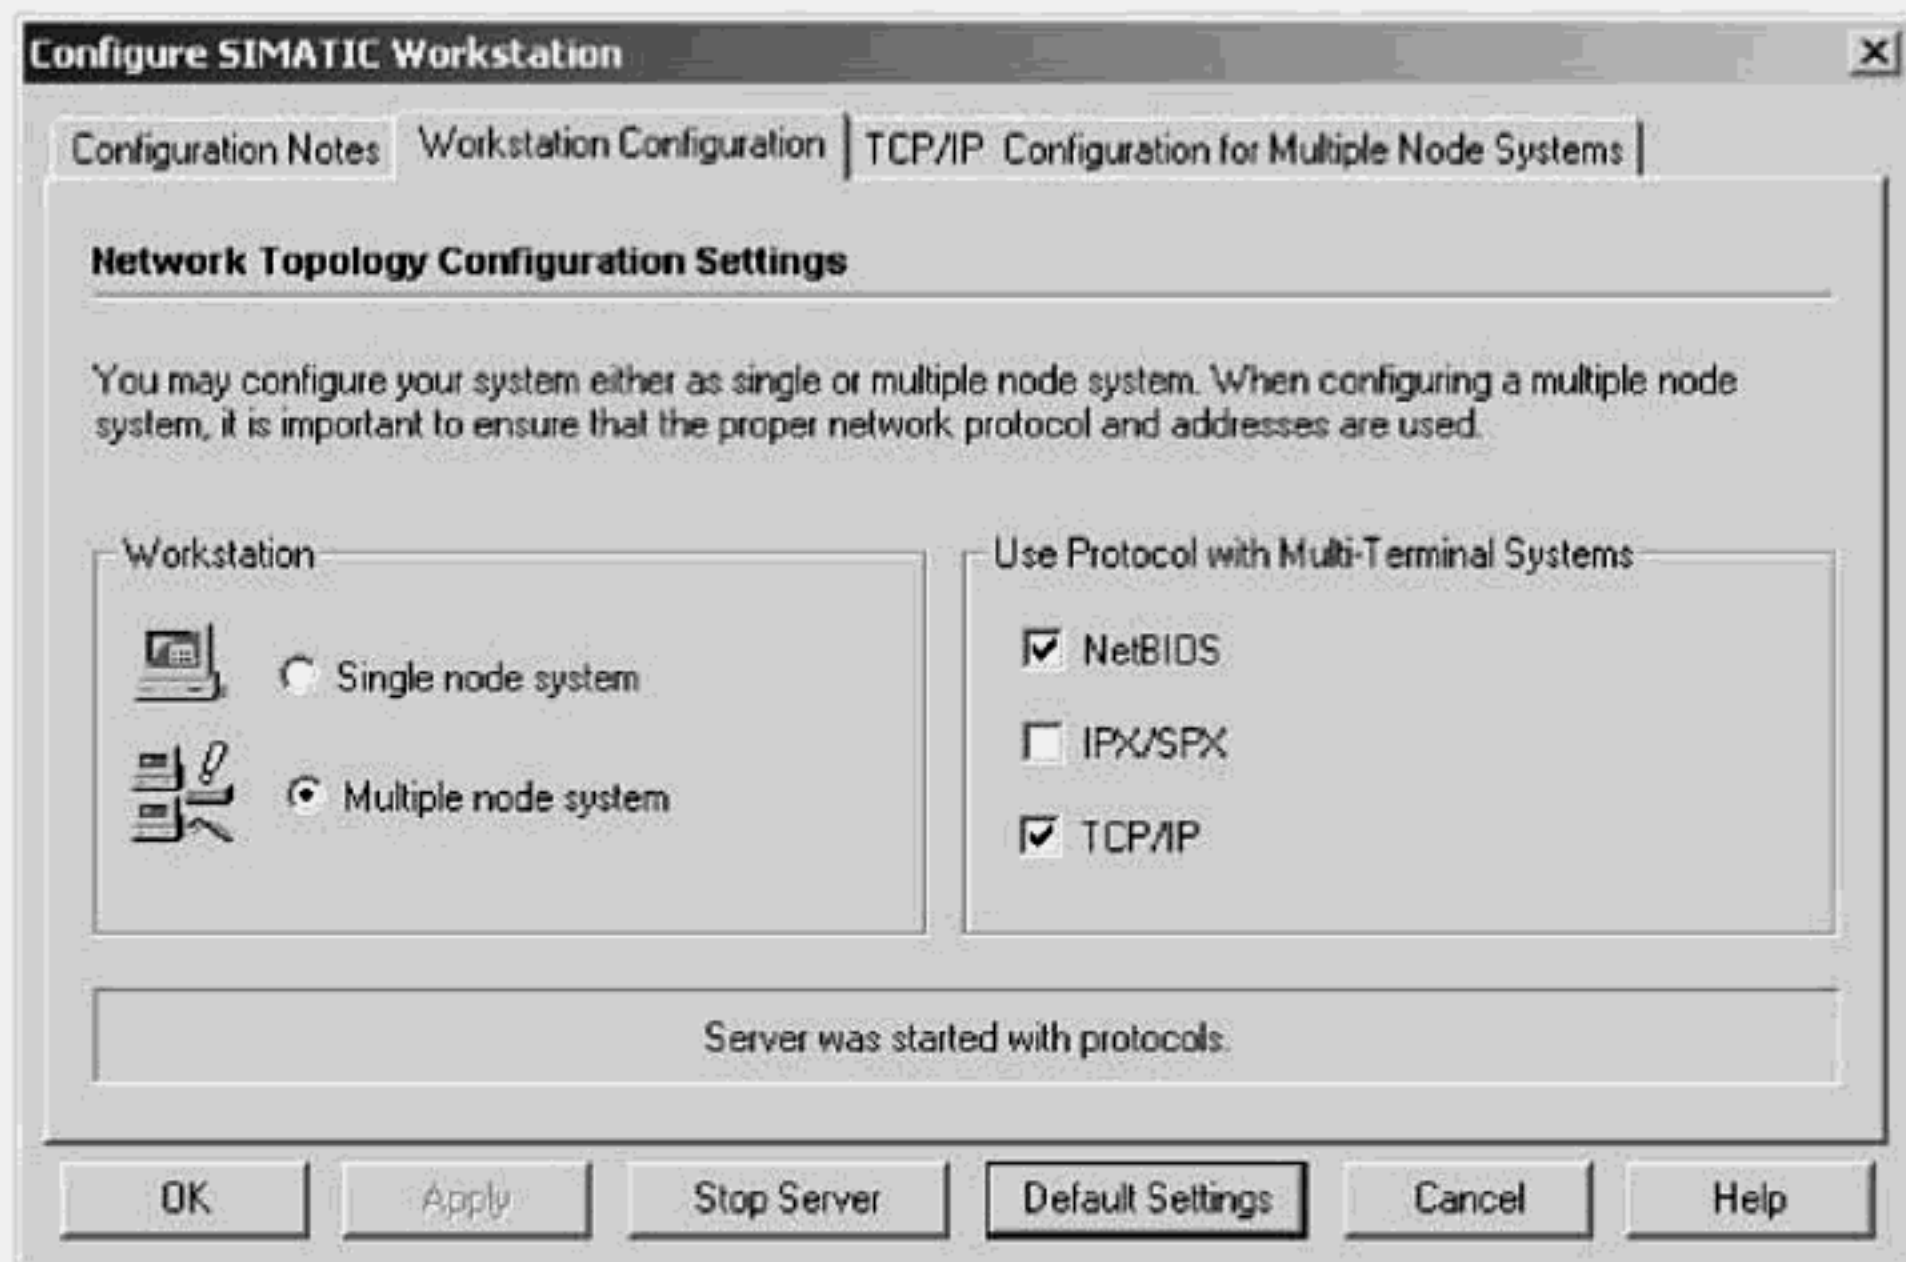 Configure SIMATIC Workstation
Configuration Notes
Workstation Configuration
TCP/IP Configuration for Multiple Node Systems
Network Topology Configuration Settings
You may configure your system either as single or multiple node system. When configuring a multiple node
system, it is important to ensure that the proper network protocol and addresses are used.
Workstation
Single node system
Multiple node system
Use Protocol with Multi-Terminal Systems
NetBIOS
IPX/SPX
TCP/IP
Server was started with protocols.
OK
Apply
Stop Server
Default Settings
Cancel
Help